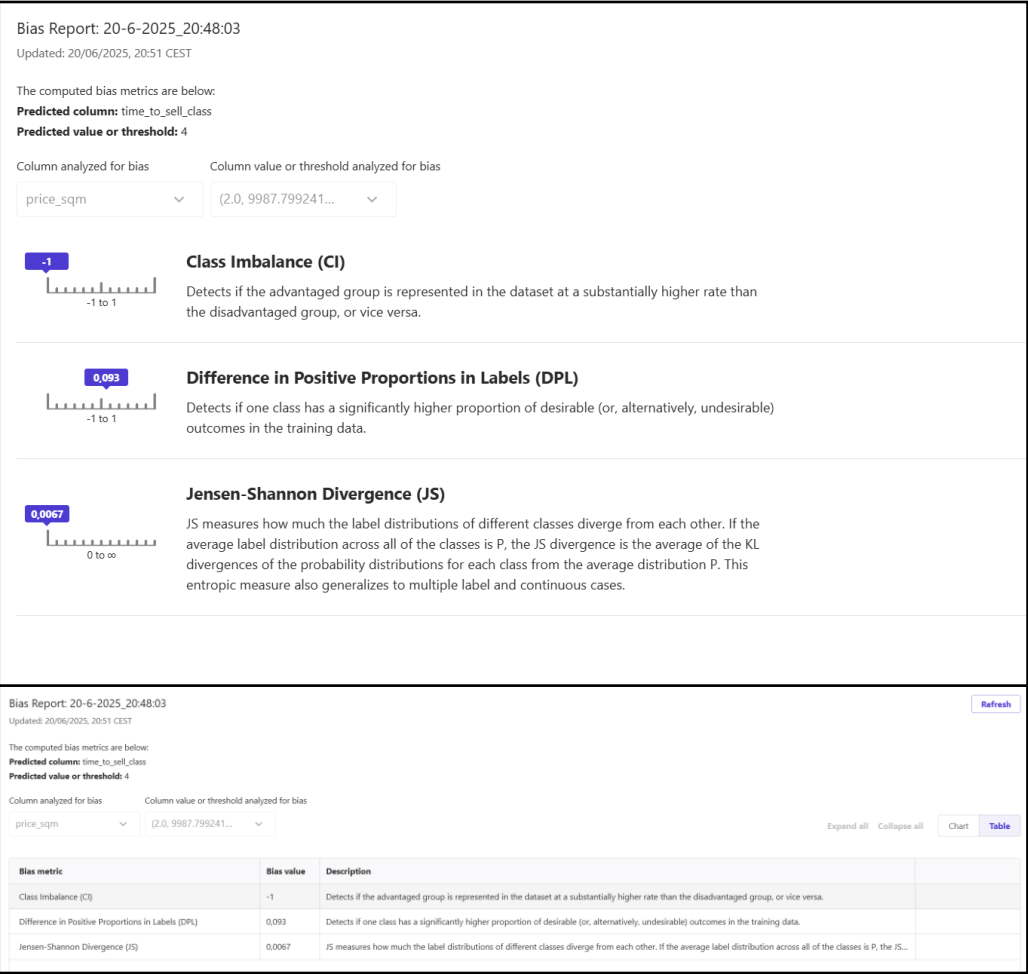 Bias Report: 20-6-2025_20:48:03
Updated: 20/06/2025, 20:51 CEST
The computed bias metrics are below:
Predicted column: time_to_sell_class
Predicted value or threshold: 4
Column analyzed for bias Column value or threshold analyzed for bias
price_sqm (2.0, 9987.799241...
-1
-1 to 1
Class Imbalance (CI)
Detects if the advantaged group is represented in the dataset at a substantially higher rate than
the disadvantaged group, or vice versa.
0,093
-1 to 1
Difference in Positive Proportions in Labels (DPL)
Detects if one class has a significantly higher proportion of desirable (or, alternatively, undesirable)
outcomes in the training data.
0,0067
0 to ∞
Jensen-Shannon Divergence (JS)
JS measures how much the label distributions of different classes diverge from each other. If the
average label distribution across all of the classes is P, the JS divergence is the average of the KL
divergences of the probability distributions for each class from the average distribution P. This
entropic measure also generalizes to multiple label and continuous cases.
Bias Report: 20-6-2025_20:48:03 Refresh
Updated: 20/06/2025, 20:51 CEST
The computed bias metrics are below:
Predicted column: time_to_sell_class
Predicted value or threshold: 4
Column analyzed for bias Column value or threshold analyzed for bias
price_sqm (2.0, 9987.799241... Expand all Collapse all Chart Table
Bias metric Bias value Description
Class Imbalance (CI) -1 Detects if the advantaged group is represented in the dataset at a substantially higher rate than the disadvantaged group, or vice versa.
Difference in Positive Proportions in Labels (DPL) 0,093 Detects if one class has a significantly higher proportion of desirable (or, alternatively, undesirable) outcomes in the training data.
Jensen-Shannon Divergence (JS) 0,0067 JS measures how much the label distributions of different classes diverge from each other. If the average label distribution across all of the classes is P, the JS...